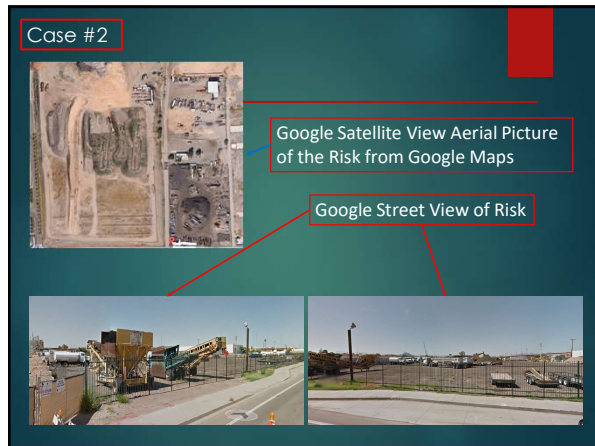 Case #2
Google Satellite View Aerial Picture
of the Risk from Google Maps
Google Street View of Risk